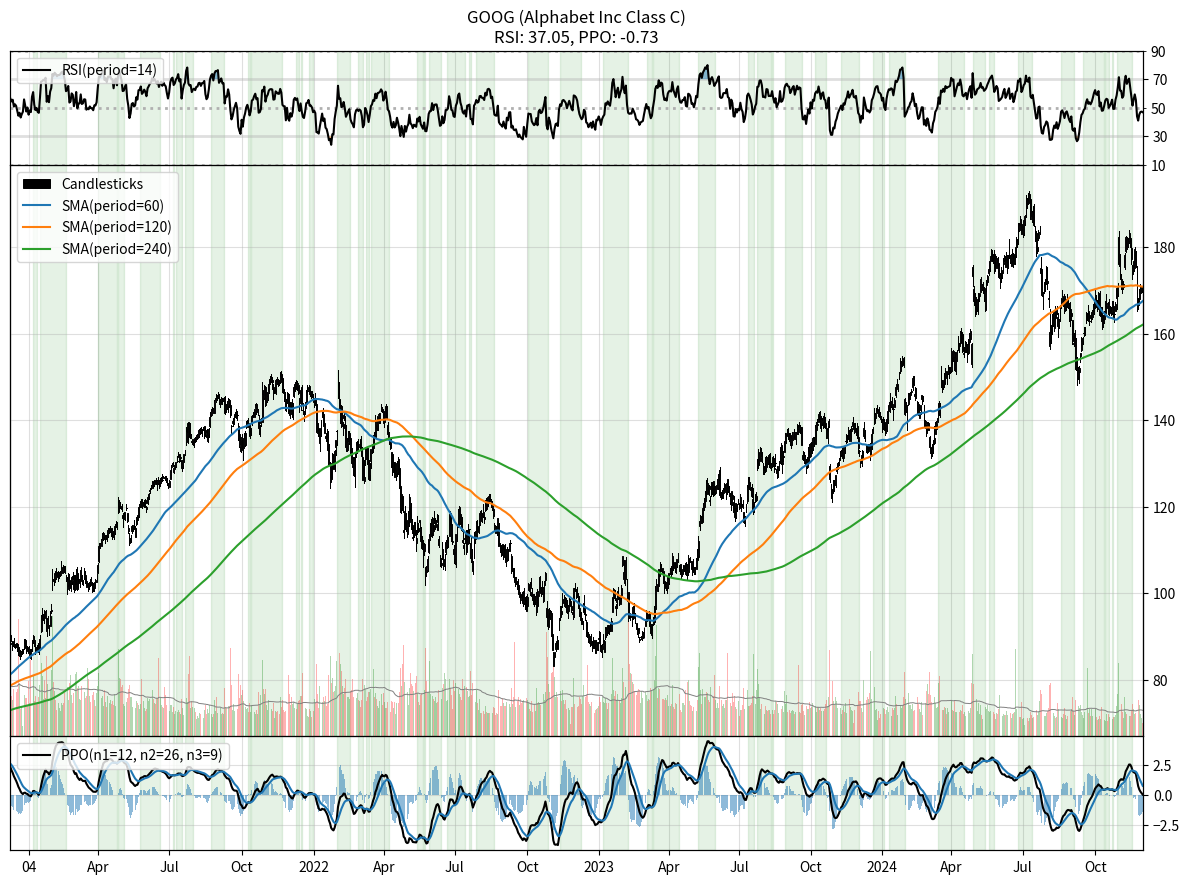 GOOG (Alphabet Inc Class C)
RSI: 37.05, PPO: -0.73
RSI(period=14)
90
70
50
30
10
Candlesticks
SMA(period=60)
SMA(period=120)
SMA(period=240)
180
160
140
120
100
80
PPO(n1=12, n2=26, n3=9)
2.5
0.0
−2.5
04 Apr Jul Oct 2022 Apr Jul Oct 2023 Apr Jul Oct 2024 Apr Jul Oct